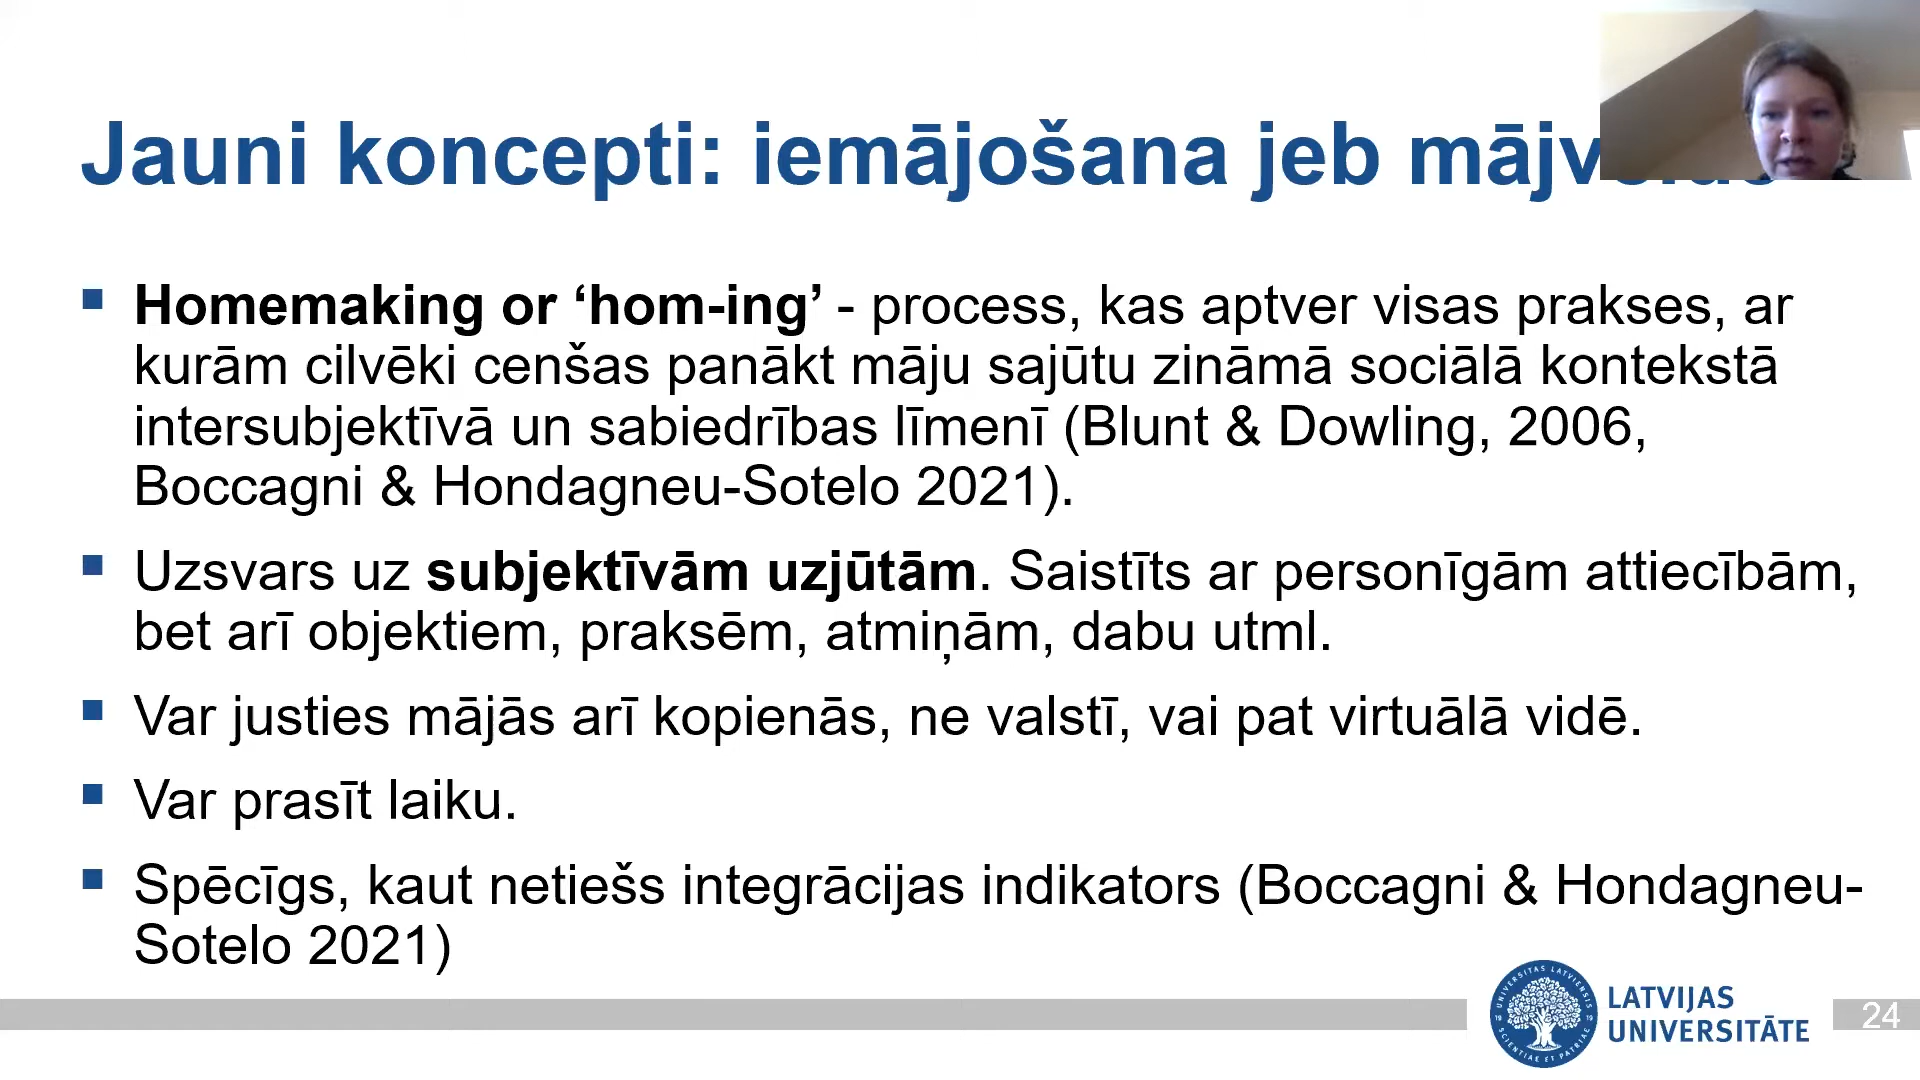 Jauni koncepti: iemājošana jeb
Homemaking or ‘hom-ing’ - process, kas aptver visas prakses, ar
kurām cilvēki cenšas panākt māju sajūtu zināmā sociālā kontekstā
intersubjektīvā un sabiedrības līmenī (Blunt & Dowling, 2006,
Boccagni & Hondagneu-Sotelo 2021).
Uzsvars uz subjektīvām uzjūtām. Saistīts ar personīgām attiecībām,
bet arī objektiem, praksēm, atmiņām, dabu utml.
Var justies mājās arī kopienās, ne valstī, vai pat virtuālā vidē.
Var prasīt laiku.
Spēcīgs, kaut netiešs integrācijas indikators (Boccagni & Hondagneu-
Sotelo 2021)
UNIVERSITAS LATVIENSIS
19 19
SCIENTIAE ET PATRIAE
LATVIJAS
UNIVERSITĀTE
24